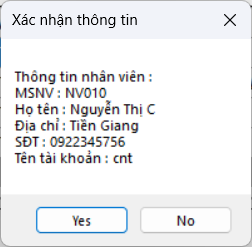 Xác nhận thông tin
Thông tin nhân viên :
MSNV : NV010
Họ tên : Nguyễn Thị C
Địa chỉ : Tiền Giang
SĐT : 0922345756
Tên tài khoản : cnt
Yes
No